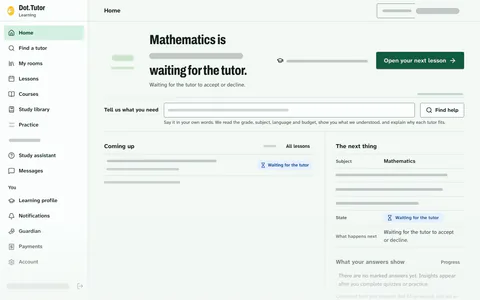 Dot.Tutor
Learning
Home
Find a tutor
My rooms
Lessons
Courses
Study library
Practice
Study assistant
Messages
You
Learning profile
Notifications
Guardian
Payments
Account
Home
Mathematics is
waiting for the tutor.
Waiting for the tutor to accept or decline.
Open your next lesson →
Tell us what you need
Find help
Say it in your own words. We read the grade, subject, language and budget, show you what we understood, and explain why each tutor fits.
Coming up
All lessons
Waiting for the tutor
The next thing
Subject Mathematics
State Waiting for the tutor
What happens next Waiting for the tutor to accept
or decline.
What your answers show Progress
There are no marked answers yet. Insights appear
after you complete quizzes or practice.